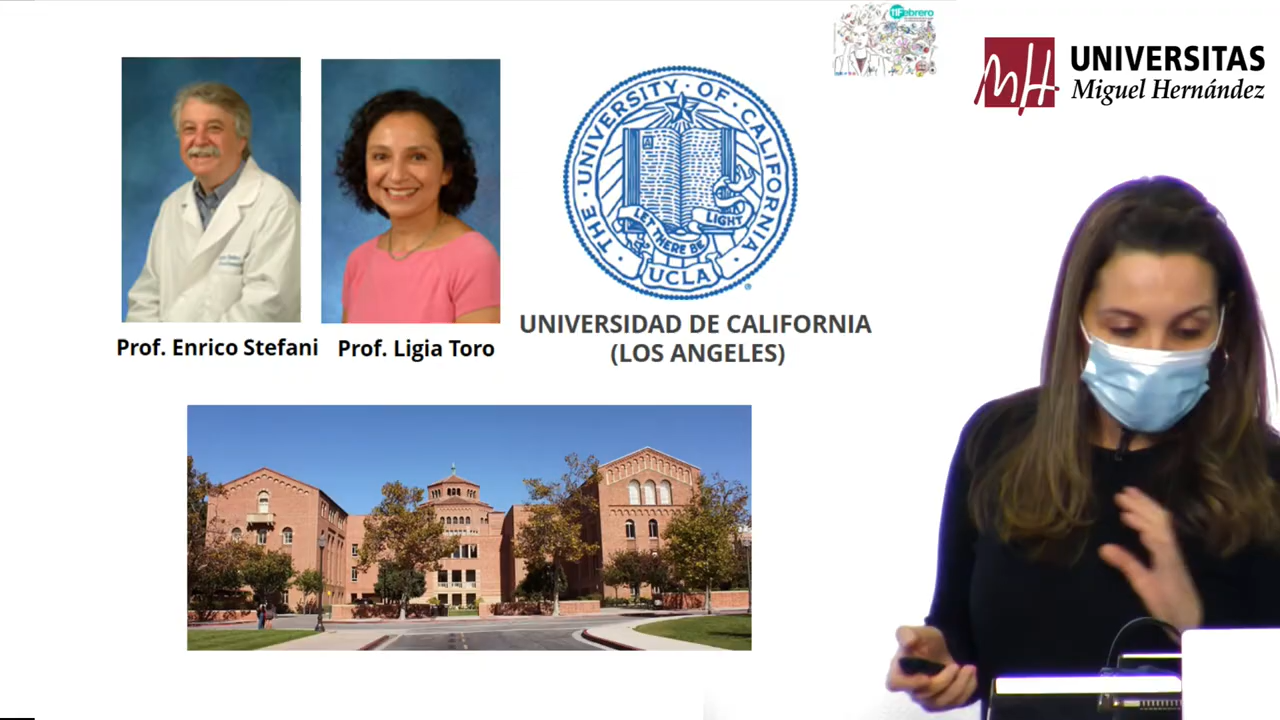 11Febrero
UNIVERSITAS
Miguel Hernández
THE · UNIVERSITY · OF · CALIFORNIA ·
A
LET THERE BE
LIGHT
· UCLA ·
®
Prof. Enrico Stefani
Prof. Ligia Toro
UNIVERSIDAD DE CALIFORNIA
(LOS ANGELES)